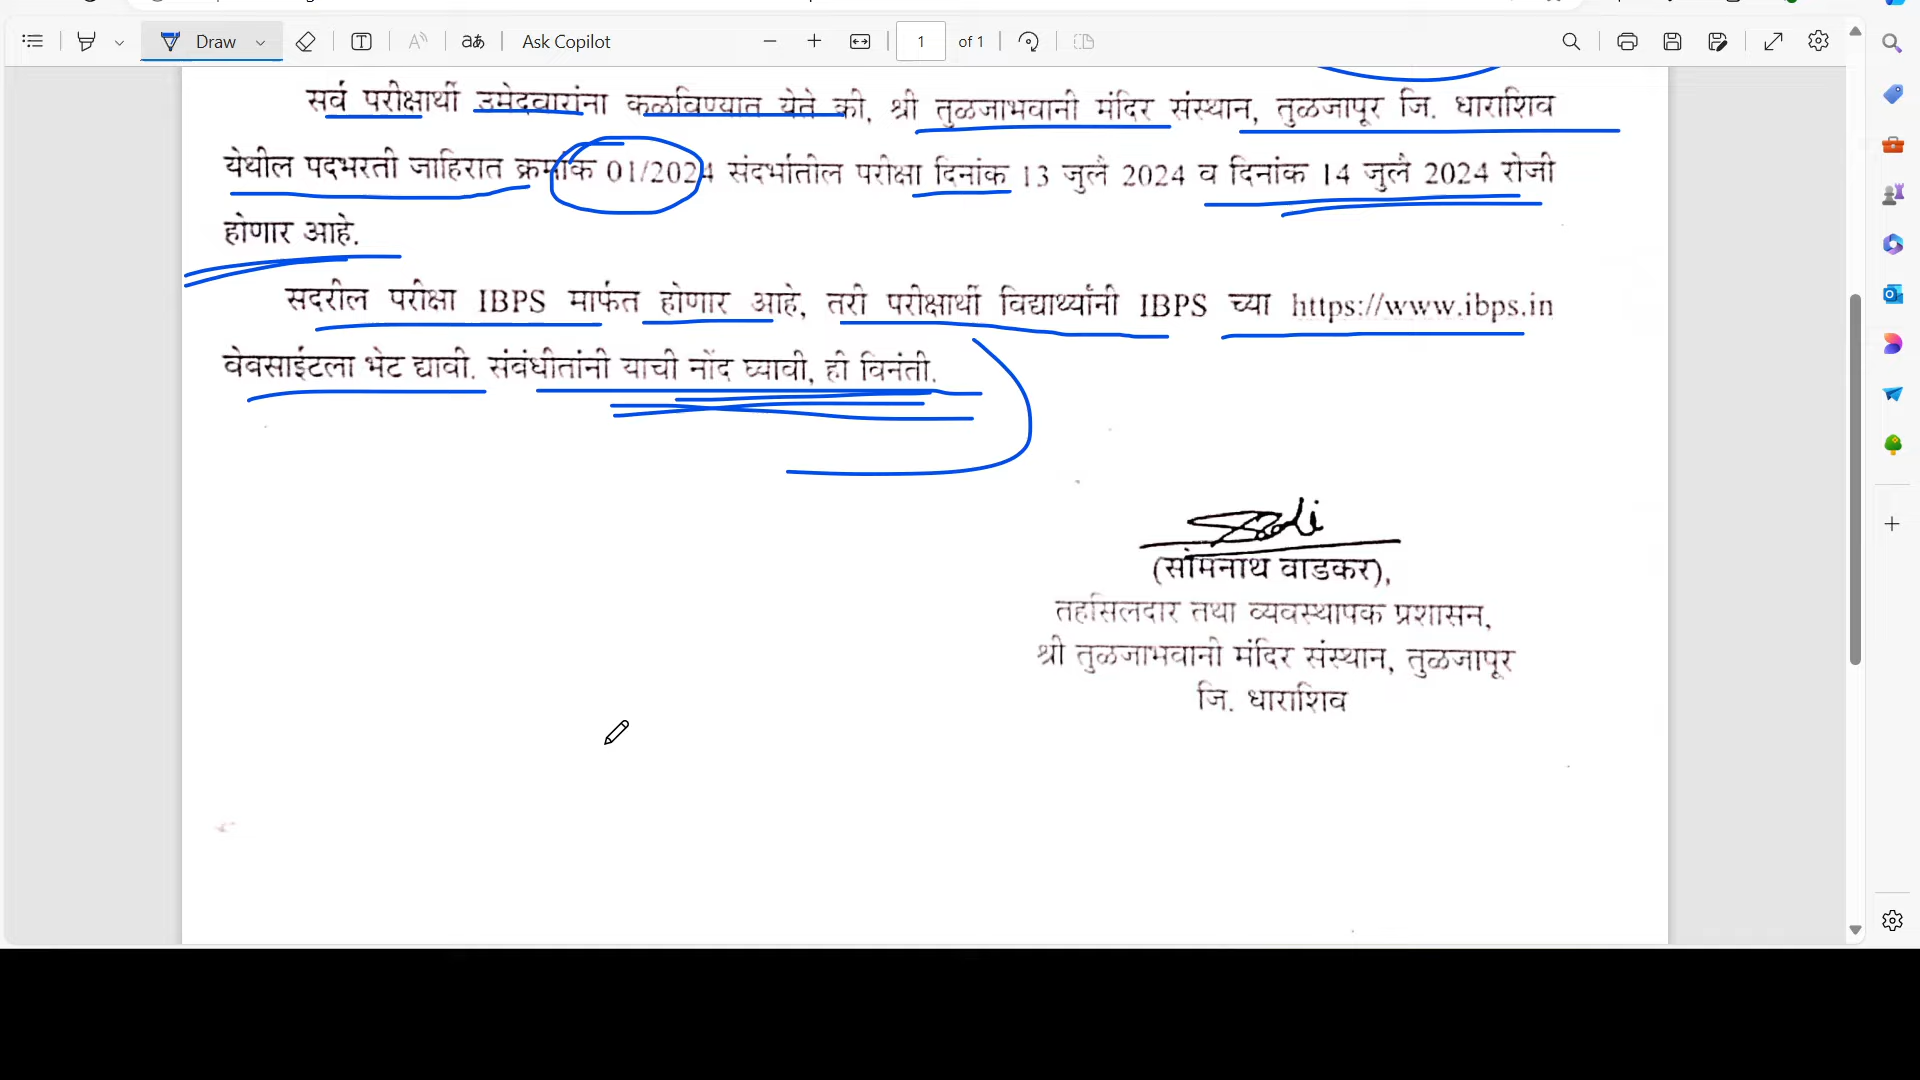 Draw
Ask Copilot
1 of 1
सर्व परीक्षार्थी उमेदवारांना कळविण्यात येते की, श्री तुळजाभवानी मंदिर संस्थान, तुळजापूर जि. धाराशिव
येथील पदभरती जाहिरात क्रमांक 01/2024 संदर्भातील परीक्षा दिनांक 13 जुलै 2024 व दिनांक 14 जुलै 2024 रोजी
होणार आहे.
सदरील परीक्षा IBPS मार्फत होणार आहे, तरी परीक्षार्थी विद्यार्थ्यांनी IBPS च्या https://www.ibps.in
वेबसाईटला भेट द्यावी. संबंधीतांनी याची नोंद घ्यावी, ही विनंती.
(सोमनाथ वाडकर),
तहसिलदार तथा व्यवस्थापक प्रशासन,
श्री तुळजाभवानी मंदिर संस्थान, तुळजापूर
जि. धाराशिव